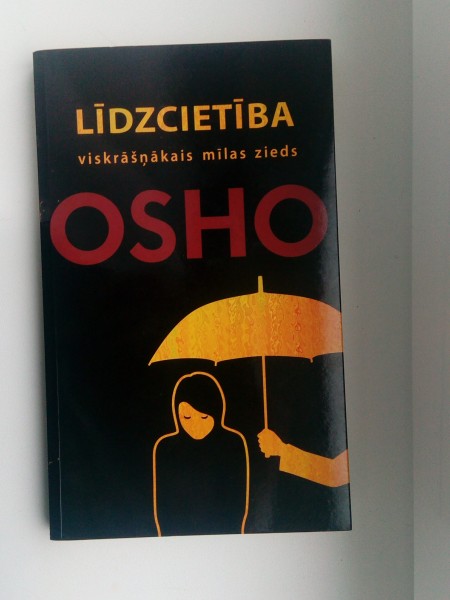 LĪDZCIETĪBA
viskrāšņākais mīlas zieds
OSHO